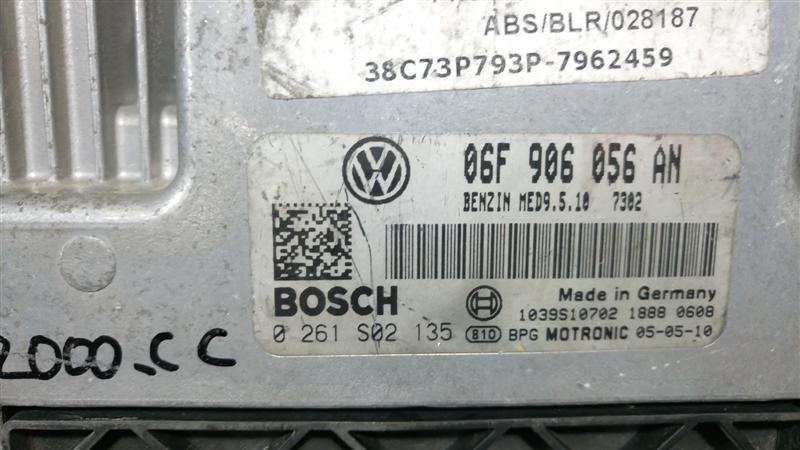 ABS/BLR/028187
38C73P793P-7962459
06F 906 056 AN
BENZIN MED9.5.10 7302
BOSCH
Made in Germany
1039S10702 1888 0608
0 261 S02 135 810 BPG MOTRONIC 05-05-10
2000.CC